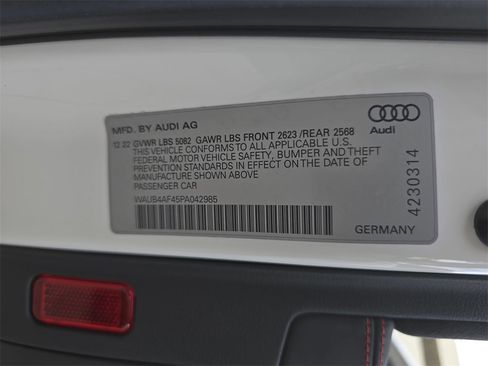 MFD. BY AUDI AG
12 22 GVWR LBS 5082 GAWR LBS FRONT 2623 /REAR 2568
THIS VEHICLE CONFORMS TO ALL APPLICABLE U.S.
FEDERAL MOTOR VEHICLE SAFETY, BUMPER AND THEFT
PREVENTION STANDARDS IN EFFECT ON THE DATE OF
MANUFACTURE SHOWN ABOVE
PASSENGER CAR
WAUB4AF45PA042985
Audi
4230314
GERMANY